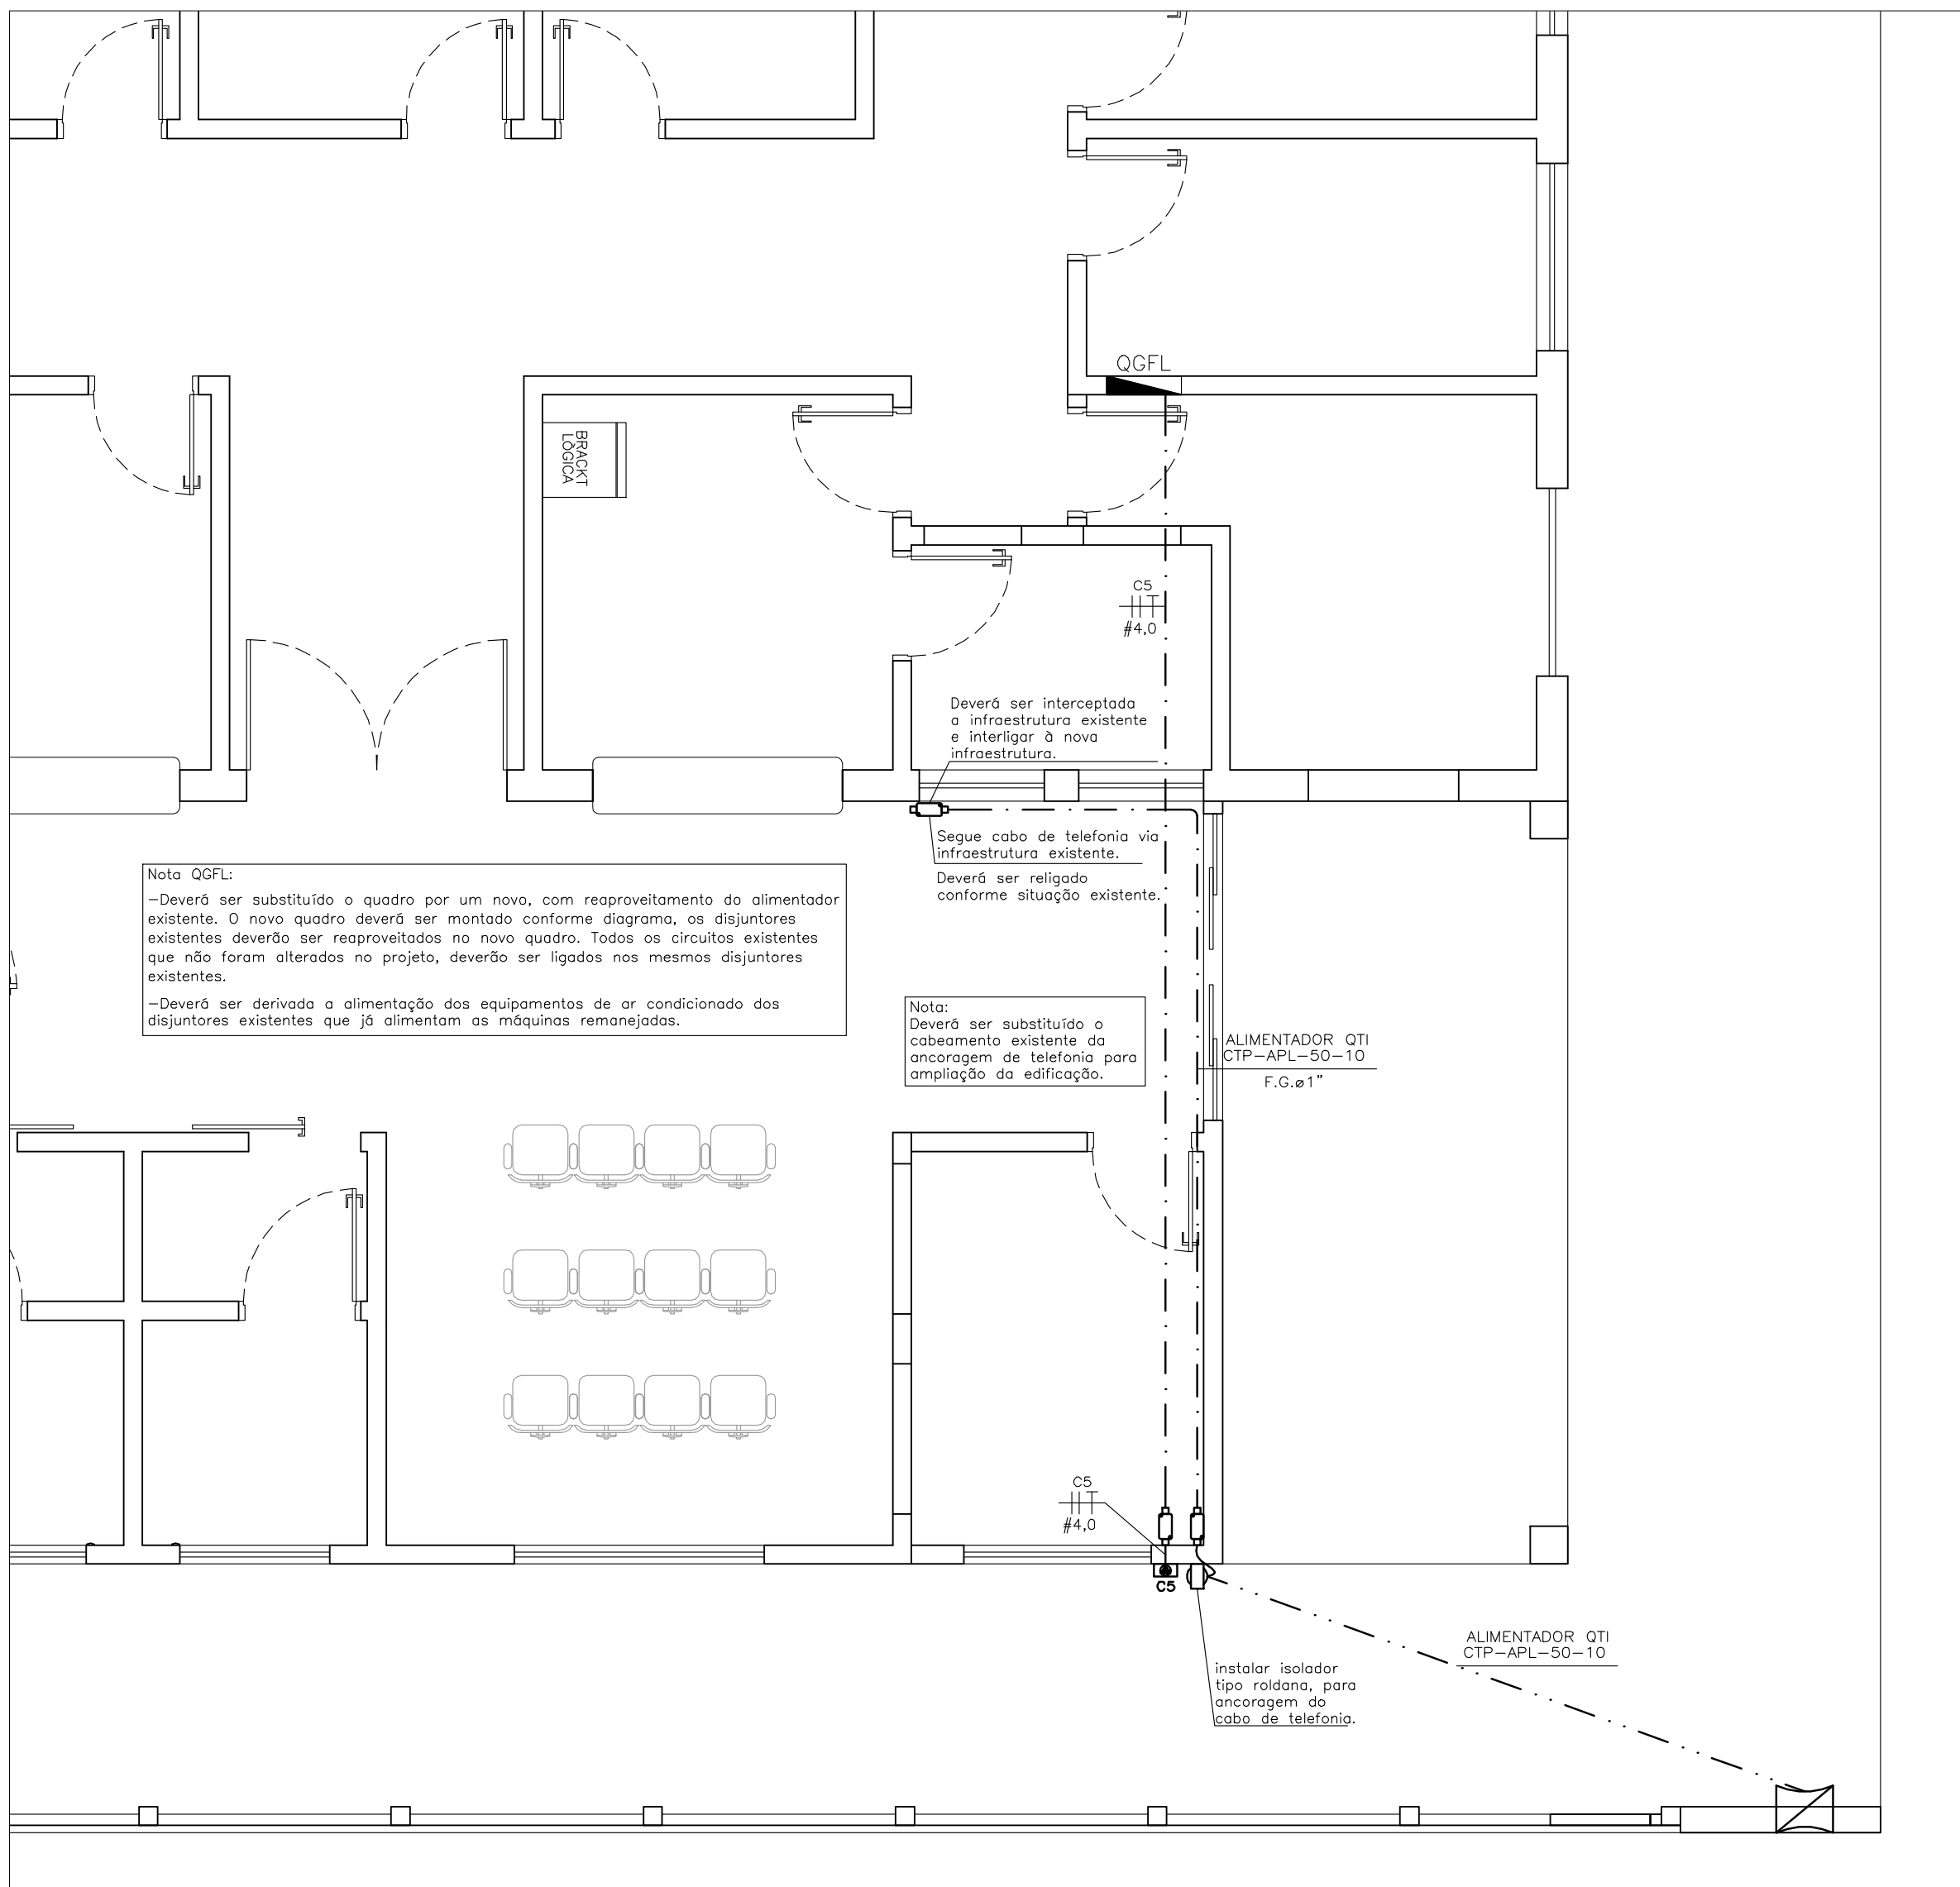 QGFL
BRACKT
LÓGICA
C5
#4,0
Deverá ser interceptada
a infraestrutura existente
e interligar à nova
infraestrutura.
Segue cabo de telefonia via
infraestrutura existente.
Deverá ser religado
conforme situação existente.
Nota QGFL:
-Deverá ser substituído o quadro por um novo, com reaproveitamento do alimentador
existente. O novo quadro deverá ser montado conforme diagrama, os disjuntores
existentes deverão ser reaproveitados no novo quadro. Todos os circuitos existentes
que não foram alterados no projeto, deverão ser ligados nos mesmos disjuntores
existentes.
-Deverá ser derivada a alimentação dos equipamentos de ar condicionado dos
disjuntores existentes que já alimentam as máquinas remanejadas.
Nota:
Deverá ser substituído o
cabeamento existente da
ancoragem de telefonia para
ampliação da edificação.
ALIMENTADOR QTI
CTP-APL-50-10
F.G.ø1"
C5
#4,0
C5
ALIMENTADOR QTI
CTP-APL-50-10
instalar isolador
tipo roldana, para
ancoragem do
cabo de telefonia.